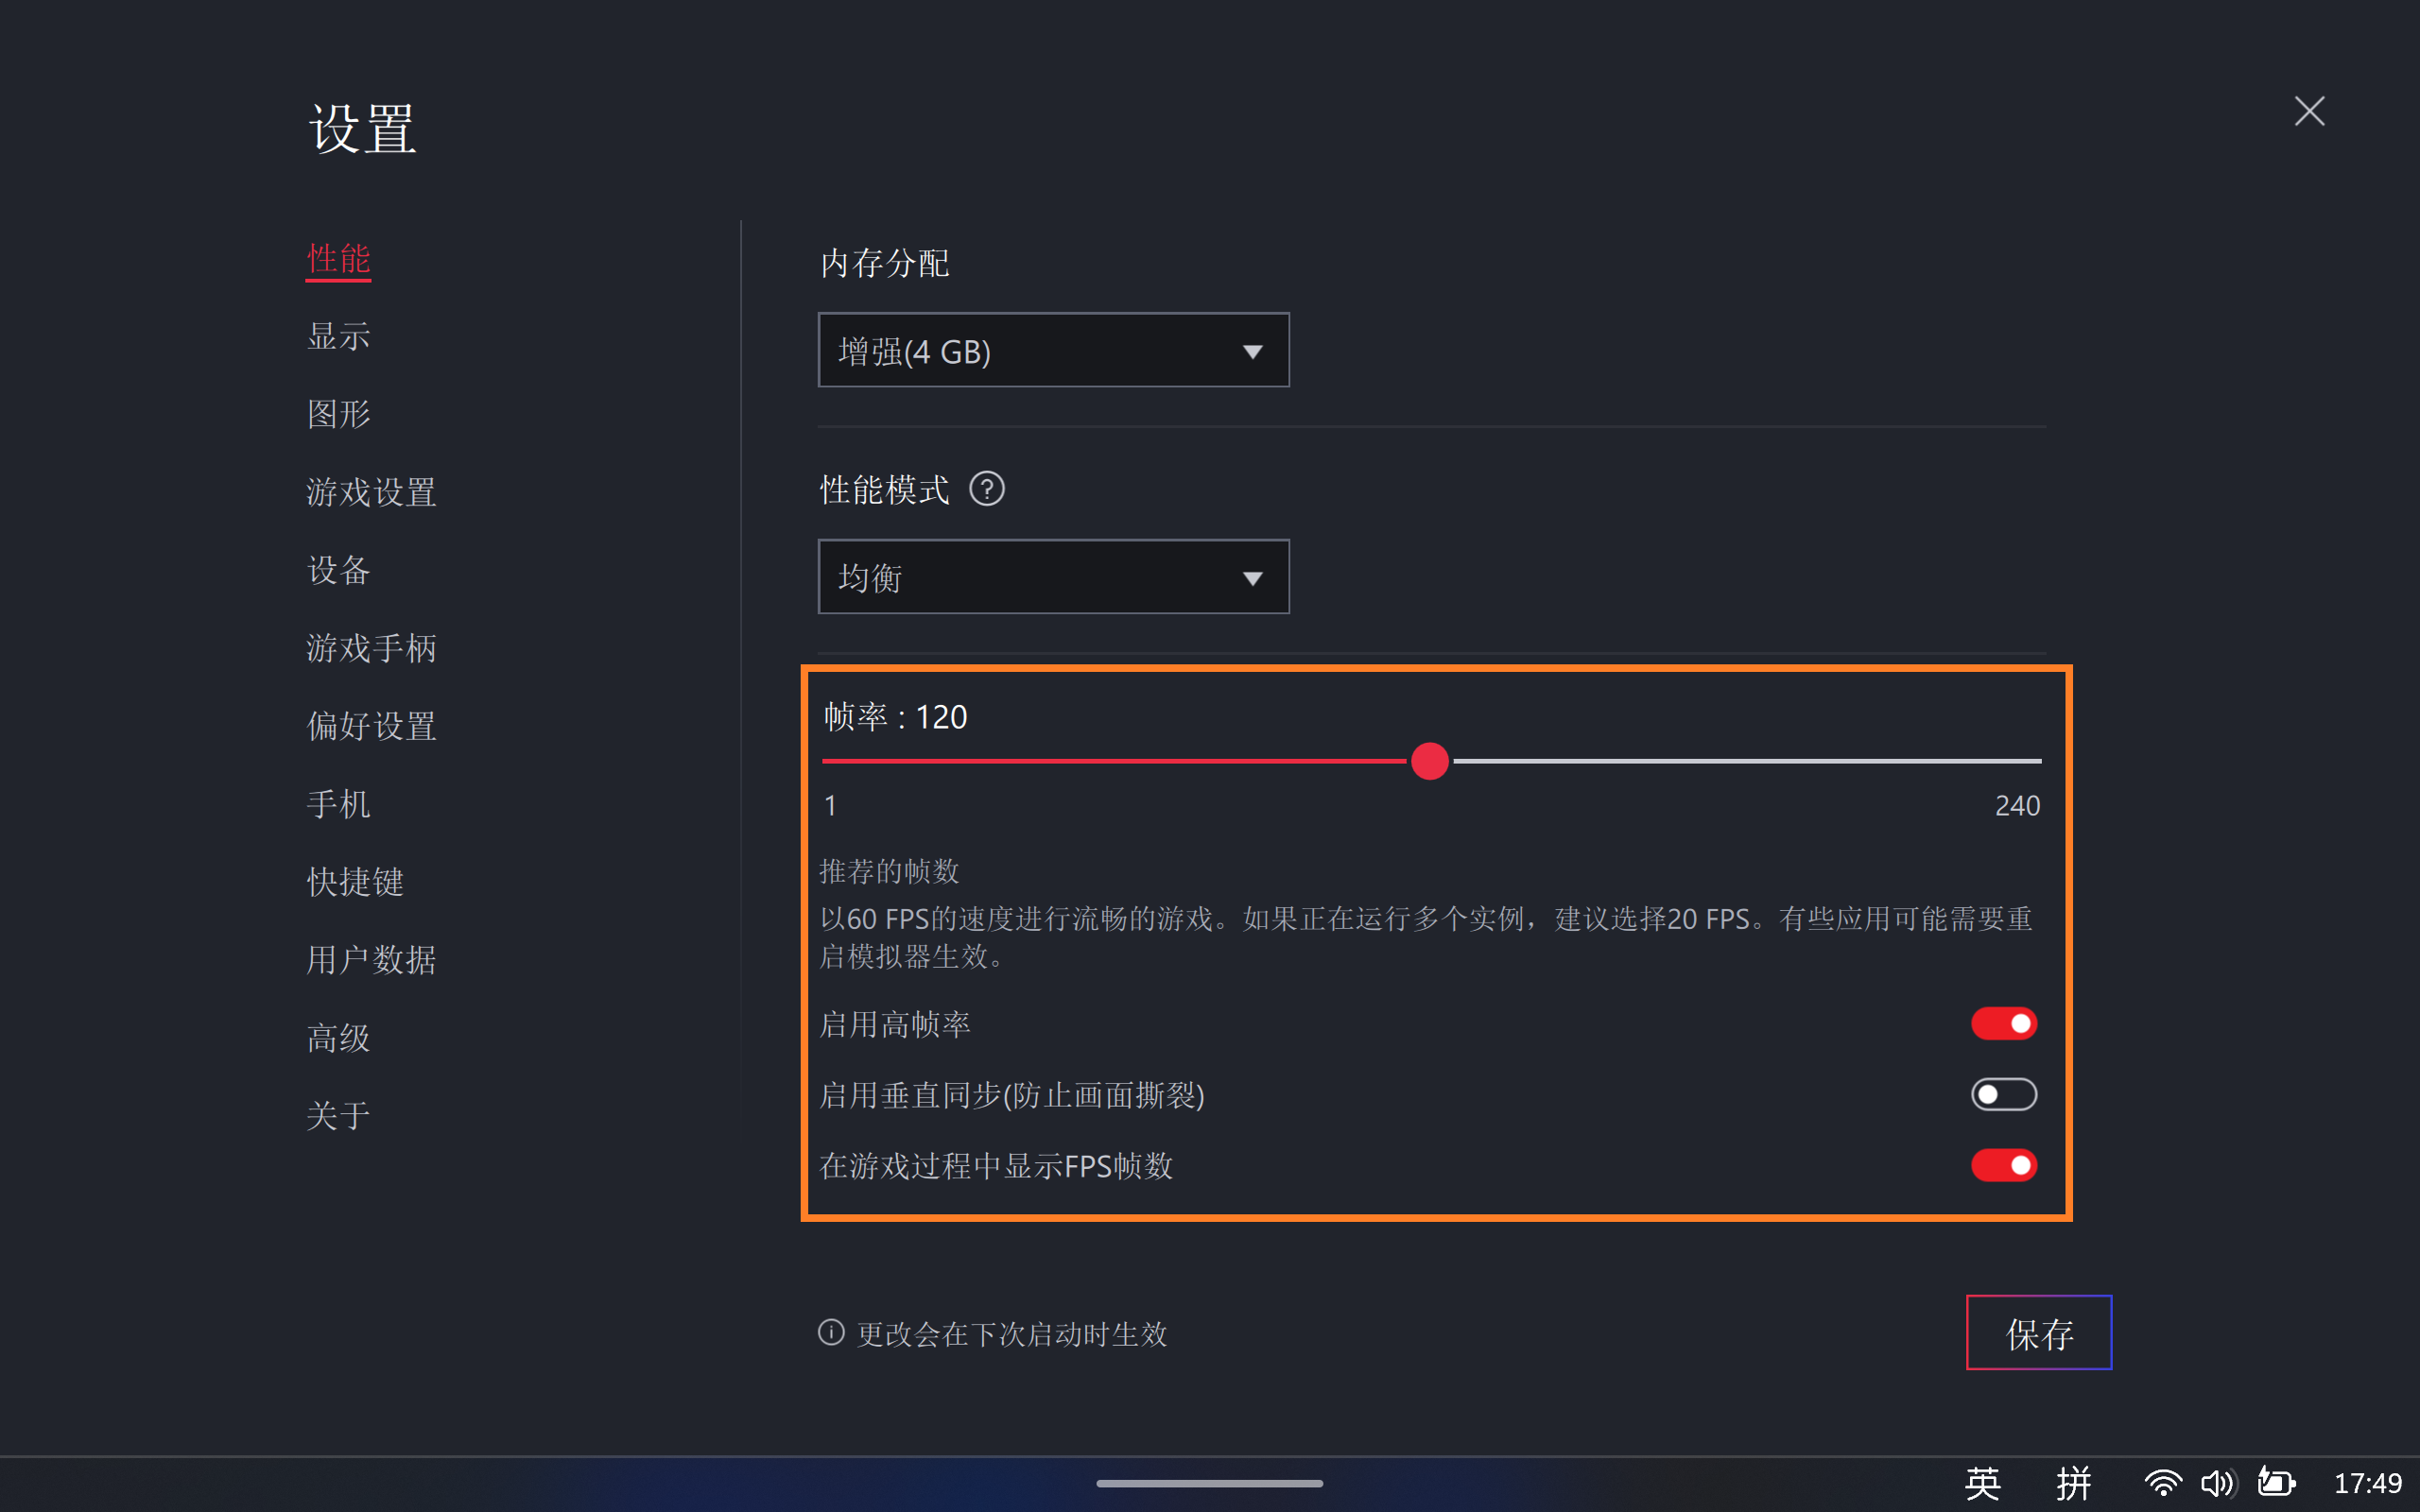 设置
性能
显示
图形
游戏设置
设备
游戏手柄
偏好设置
手机
快捷键
用户数据
高级
关于
内存分配
增强(4 GB)
性能模式 ?
均衡
帧率 : 120
1
240
推荐的帧数
以60 FPS的速度进行流畅的游戏。如果正在运行多个实例，建议选择20 FPS。有些应用可能需要重
启模拟器生效。
启用高帧率
启用垂直同步(防止画面撕裂)
在游戏过程中显示FPS帧数
更改会在下次启动时生效
保存
英 拼 17:49